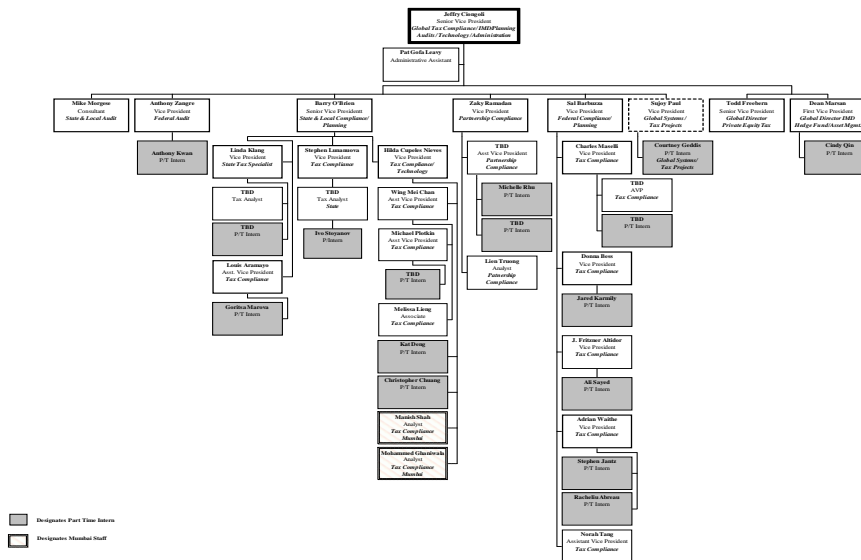 Jeffry Ciongoli
Senior Vice President
Global Tax Compliance/ IMD Planning
Audits / Technology /Administration
Pat Gofa Leavy
Administrative Assistant
Mike Morgese
Consultant
State & Local Audit
Anthony Zangre
Vice President
Federal Audit
Barry O'Brien
Senior Vice President
State & Local Compliance/
Planning
Zaky Ramadan
Vice President
Partnership Compliance
Sal Barbuzza
Vice President
Federal Compliance/
Planning
Sujoy Paul
Vice President
Global Systems /
Tax Projects
Todd Freebern
Senior Vice President
Global Director
Private Equity Tax
Dean Marsan
First Vice President
Global Director IMD
Hedge Fund/Asset Mgmt.
Anthony Kwan
P/T Intern
Linda Klang
Vice President
State Tax Specialist
TBD
Tax Analyst
TBD
P/T Intern
Louis Aramayo
Asst. Vice President
Tax Compliance
Goritsa Marova
P/T Intern
Stephen Lunanuova
Vice President
Tax Compliance
TBD
Tax Analyst
State
Ivo Stoyanov
P/Intern
Hilda Cupeles Nieves
Vice President
Tax Compliance/
Technology
Wing Mei Chan
Asst Vice President
Tax Compliance
Michael Plotkin
Asst Vice President
Tax Compliance
TBD
P/T Intern
Melissa Liong
Associate
Tax Compliance
Kat Dong
P/T Intern
Christopher Chuang
P/T Intern
Manish Shah
Analyst
Tax Compliance
Mumbai
Mohammed Ghaniwala
Analyst
Tax Compliance
Mumbai
TBD
Asst Vice President
Partnership
Compliance
Michelle Rhu
P/T Intern
TBD
P/T Intern
Lien Truong
Analyst
Patnership
Compliance
Charles Maselli
Vice President
Tax Compliance
TBD
AVP
Tax Compliance
TBD
P/T Intern
Donna Boss
Vice President
Tax Compliance
Jared Karmily
P/T Intern
J. Fritzner Altidor
Vice President
Tax Compliance
Ali Sayed
P/T Intern
Adrian Waithe
Vice President
Tax Compliance
Stephen Jantz
P/T Intern
Rachelin Abreau
P/T Intern
Norah Tang
Assistant Vice President
Tax Compliance
Courtney Geddis
P/T Intern
Global Systems/
Tax Projects
Cindy Qin
P/T Intern
Designates Part Time Intern
Designates Mumbai Staff